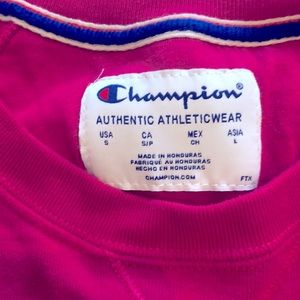 Champion
AUTHENTIC ATHLETICWEAR
USA CA MEX ASIA
S S/P CH L
MADE IN HONDURAS
FABRIQUÉ AU HONDURAS
HECHO EN HONDURAS
CHAMPION.COM FTX